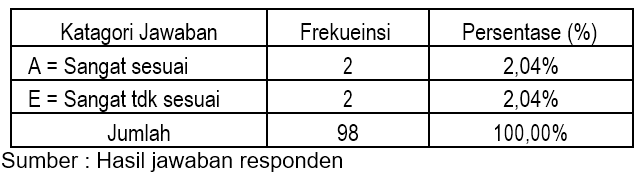 Katagori Jawaban Frekueinsi Persentase (%)
A = Sangat sesuai 2 2,04%
E = Sangat tdk sesuai 2 2,04%
Jumlah 98 100,00%
Sumber : Hasil jawaban responden